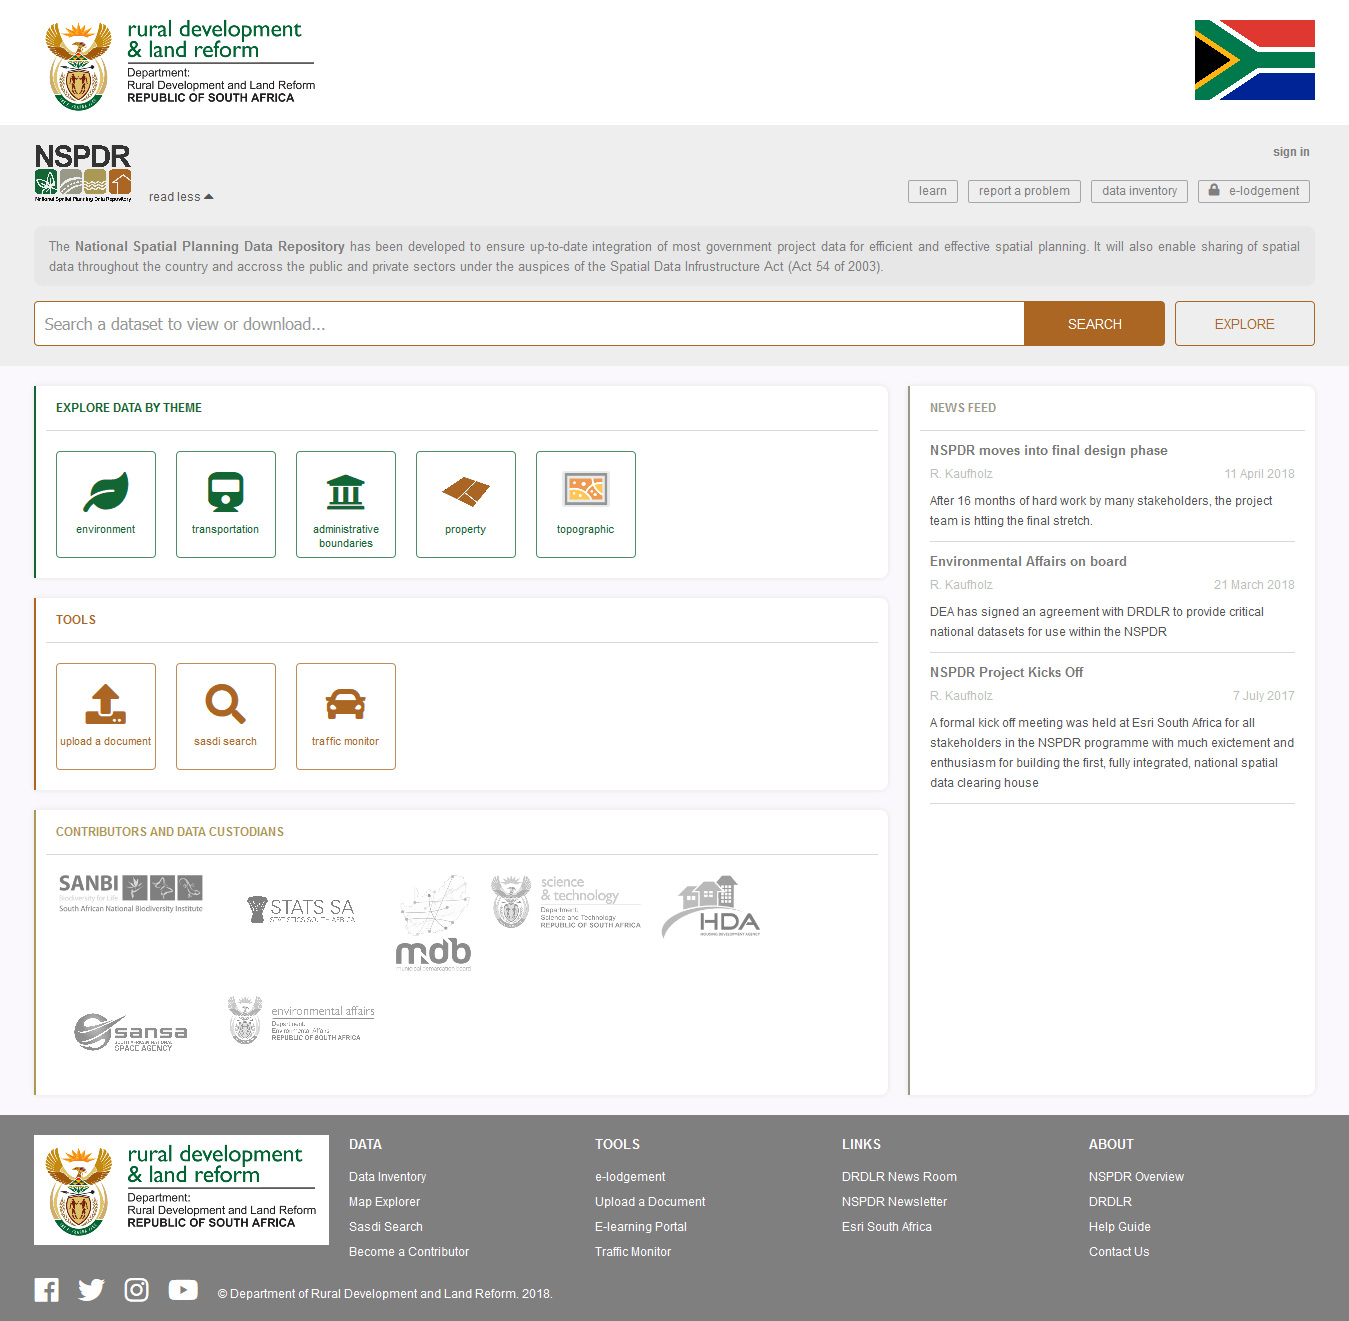 rural development
& land reform
Department:
Rural Development and Land Reform
REPUBLIC OF SOUTH AFRICA
NSPDR
National Spatial Planning Data Repository
read less
sign in
learn
report a problem
data inventory
e-lodgement
The National Spatial Planning Data Repository has been developed to ensure up-to-date integration of most government project data for efficient and effective spatial planning. It will also enable sharing of spatial
data throughout the country and accross the public and private sectors under the auspices of the Spatial Data Infrustructure Act (Act 54 of 2003).
Search a dataset to view or download...
SEARCH
EXPLORE
EXPLORE DATA BY THEME
environment
transportation
administrative
boundaries
property
topographic
TOOLS
upload a document
sasdi search
traffic monitor
CONTRIBUTORS AND DATA CUSTODIANS
SANBI
Biodiversity for Life
South African National Biodiversity Institute
STATS SA
STATISTICS SOUTH AFRICA
mdb
municipal demarcation board
science
& technology
Department:
Science and Technology
REPUBLIC OF SOUTH AFRICA
HDA
HOUSING DEVELOPMENT AGENCY
sansa
SOUTH AFRICAN NATIONAL
SPACE AGENCY
environmental affairs
Department:
Environmental Affairs
REPUBLIC OF SOUTH AFRICA
NEWS FEED
NSPDR moves into final design phase
R. Kaufholz 11 April 2018
After 16 months of hard work by many stakeholders, the project
team is htting the final stretch.
Environmental Affairs on board
R. Kaufholz 21 March 2018
DEA has signed an agreement with DRDLR to provide critical
national datasets for use within the NSPDR
NSPDR Project Kicks Off
R. Kaufholz 7 July 2017
A formal kick off meeting was held at Esri South Africa for all
stakeholders in the NSPDR programme with much exictement and
enthusiasm for building the first, fully integrated, national spatial
data clearing house
rural development
& land reform
Department:
Rural Development and Land Reform
REPUBLIC OF SOUTH AFRICA
DATA
Data Inventory
Map Explorer
Sasdi Search
Become a Contributor
TOOLS
e-lodgement
Upload a Document
E-learning Portal
Traffic Monitor
LINKS
DRDLR News Room
NSPDR Newsletter
Esri South Africa
ABOUT
NSPDR Overview
DRDLR
Help Guide
Contact Us
© Department of Rural Development and Land Reform. 2018.